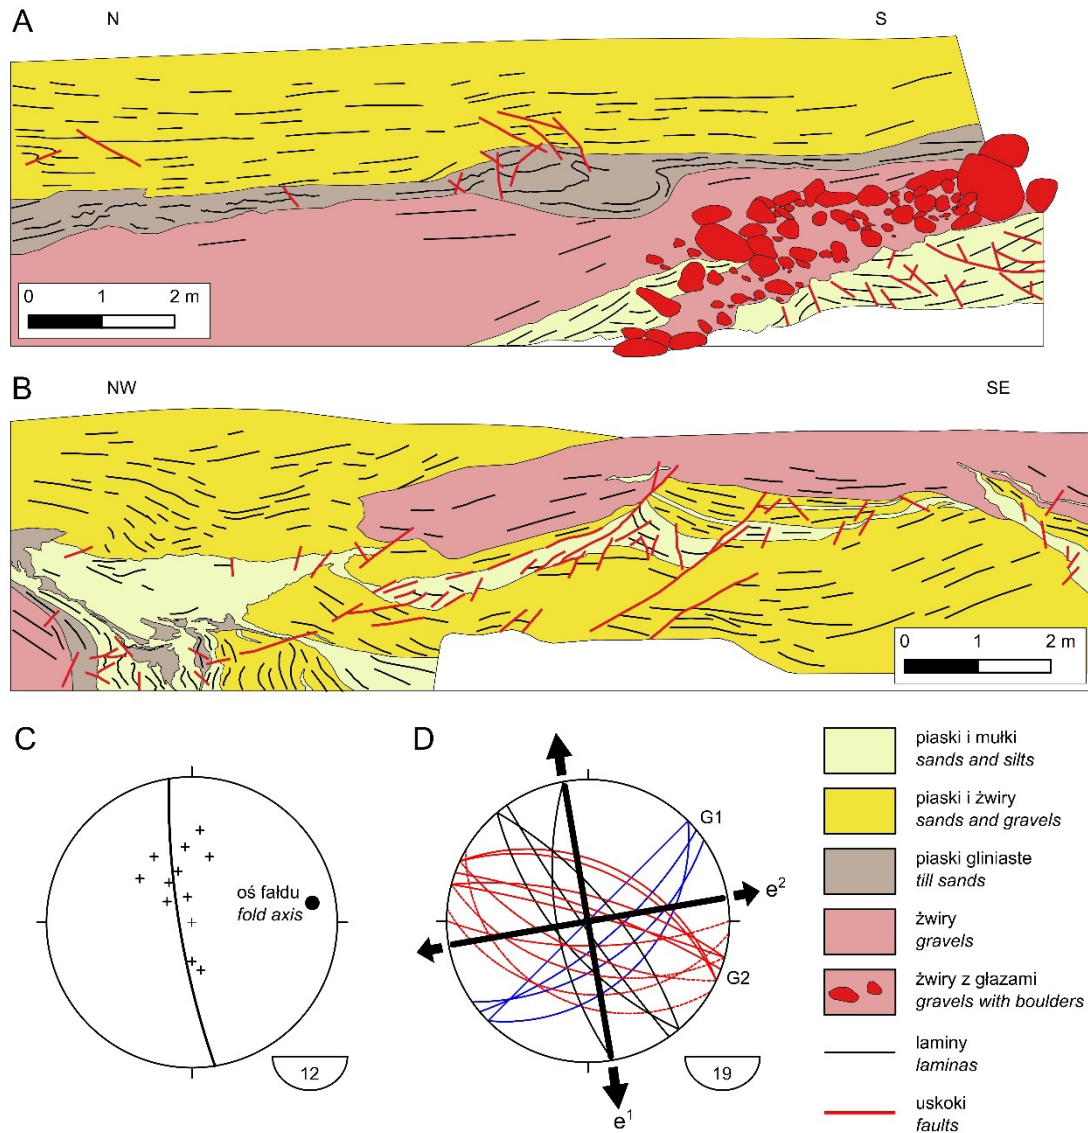 A
N
S
0
1
2 m
B
NW
SE
0
1
2 m
C
oś fałdu
fold axis
12
D
G1
e2
G2
e1
19
piaski i mułki
sands and silts
piaski i żwiry
sands and gravels
piaski gliniaste
till sands
żwiry
gravels
żwiry z głazami
gravels with boulders
laminy
laminas
uskoki
faults